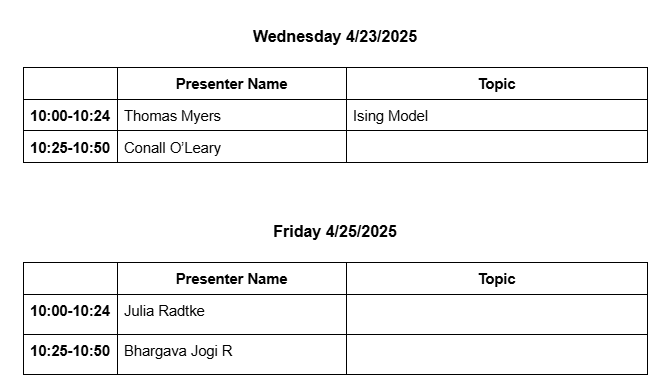 Wednesday 4/23/2025
Presenter Name Topic
10:00-10:24 Thomas Myers Ising Model
10:25-10:50 Conall O’Leary
Friday 4/25/2025
Presenter Name Topic
10:00-10:24 Julia Radtke
10:25-10:50 Bhargava Jogi R